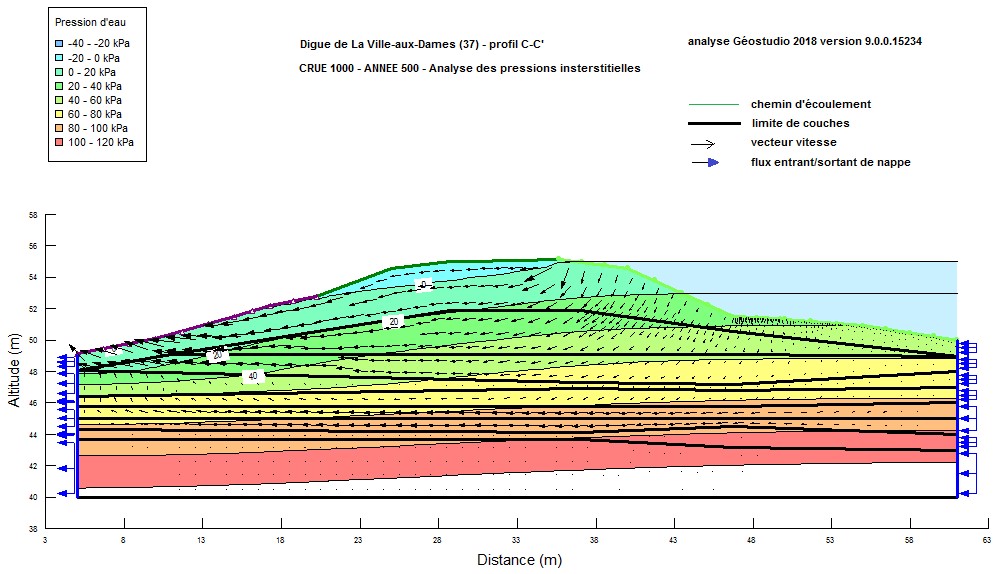 Pression d'eau
-40 - -20 kPa
-20 - 0 kPa
0 - 20 kPa
20 - 40 kPa
40 - 60 kPa
60 - 80 kPa
80 - 100 kPa
100 - 120 kPa
Digue de La Ville-aux-Dames (37) - profil C-C'
CRUE 1000 - ANNEE 500 - Analyse des pressions insterstitielles
analyse Géostudio 2018 version 9.0.0.15234
chemin d'écoulement
limite de couches
vecteur vitesse
flux entrant/sortant de nappe
58
56
54
52
50
48
46
44
42
40
38
Altitude (m)
0
20
20
40
3 8 13 18 23 28 33 38 43 48 53 58 63
Distance (m)